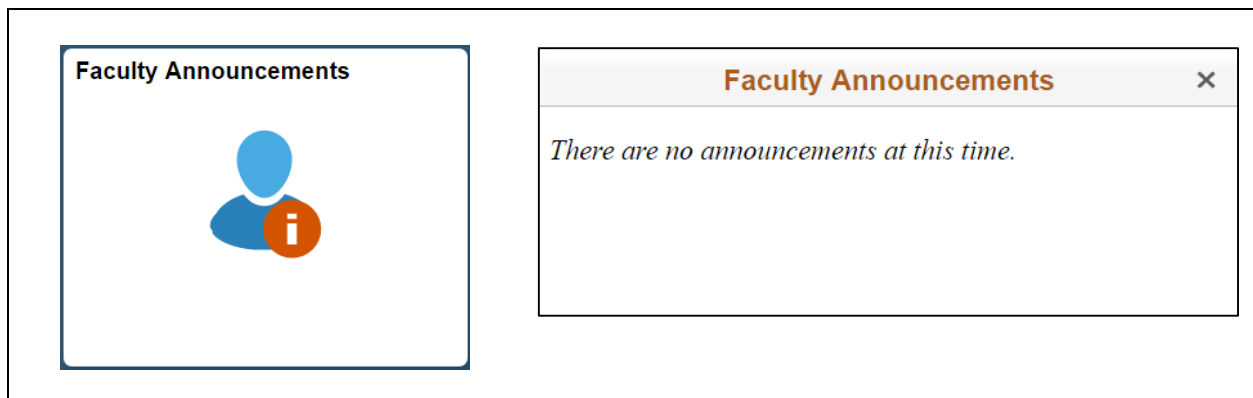 Faculty Announcements
Faculty Announcements ×
There are no announcements at this time.
i